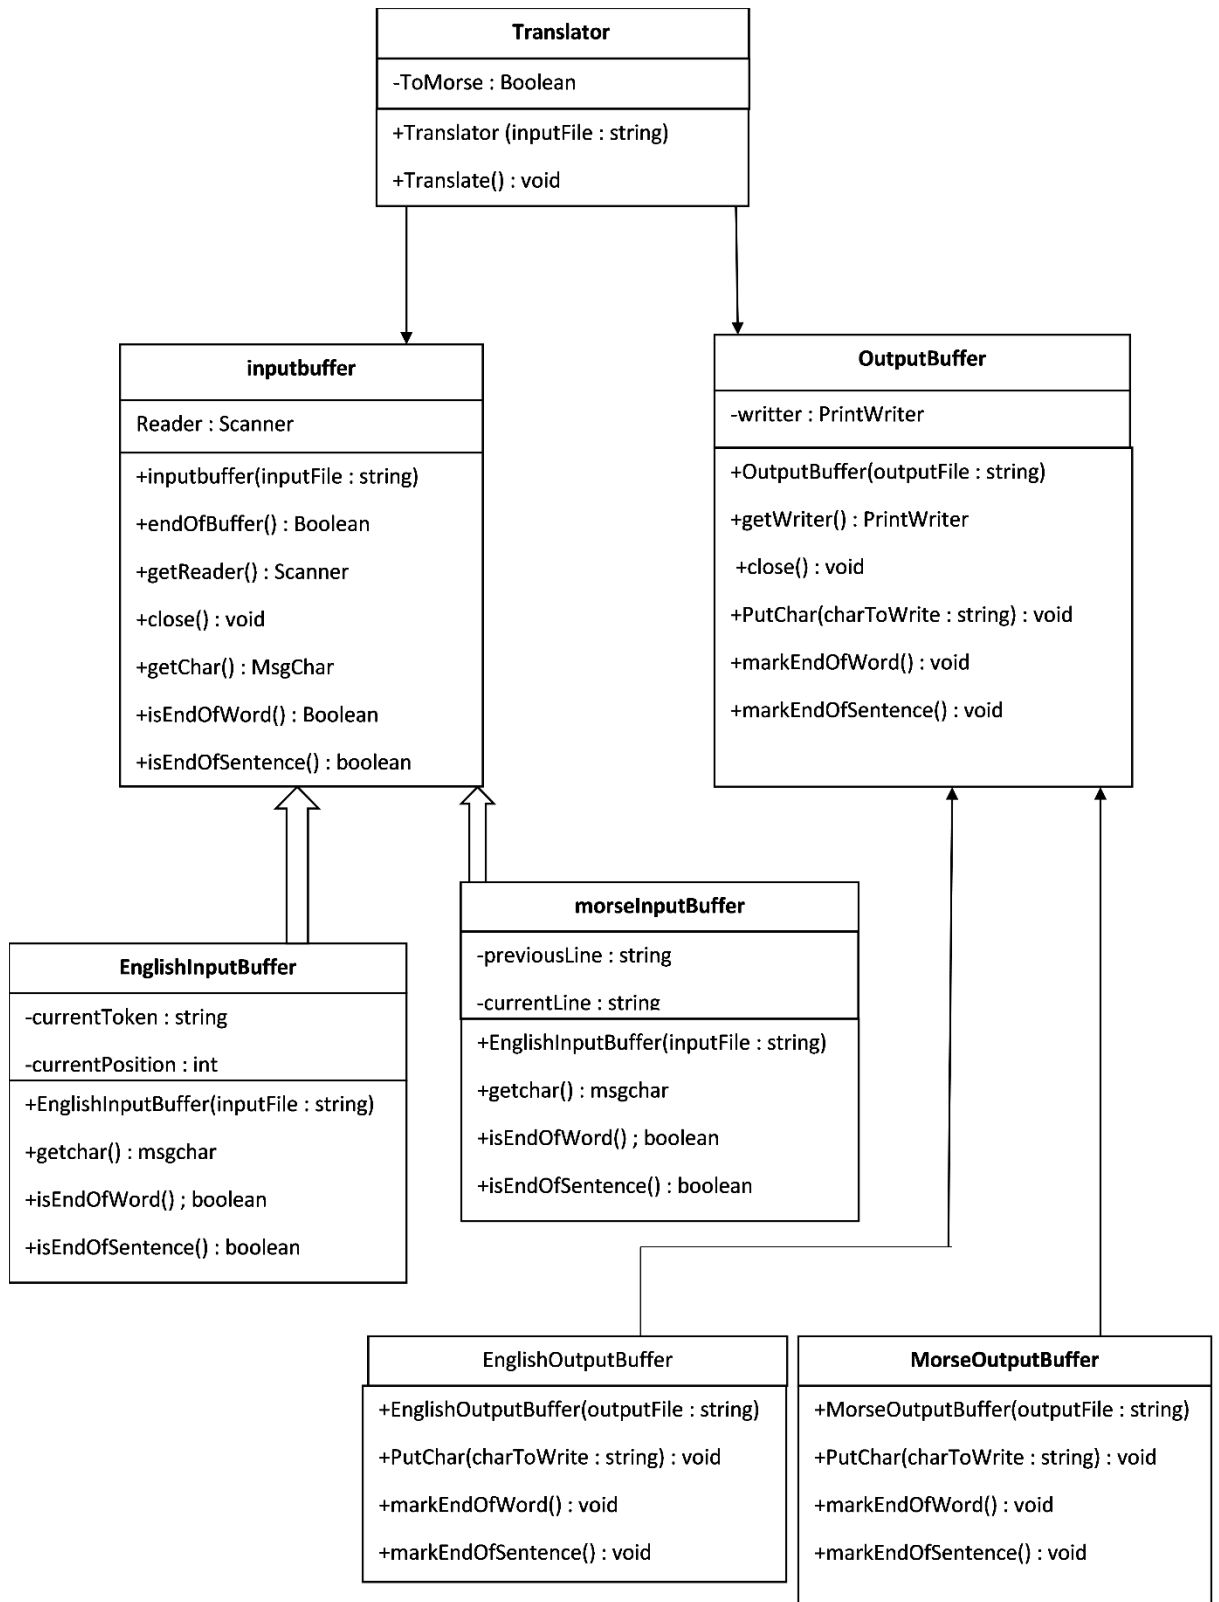 Translator
-ToMorse : Boolean
+Translator (inputFile : string)
+Translate() : void
inputbuffer
Reader : Scanner
+inputbuffer(inputFile : string)
+endOfBuffer() : Boolean
+getReader() : Scanner
+close() : void
+getChar() : MsgChar
+isEndOfWord() : Boolean
+isEndOfSentence() : boolean
OutputBuffer
-writter : PrintWriter
+OutputBuffer(outputFile : string)
+getWriter() : PrintWriter
+close() : void
+PutChar(charToWrite : string) : void
+markEndOfWord() : void
+markEndOfSentence() : void
EnglishInputBuffer
-currentToken : string
-currentPosition : int
+EnglishInputBuffer(inputFile : string)
+getchar() : msgchar
+isEndOfWord() ; boolean
+isEndOfSentence() : boolean
morseInputBuffer
-previousLine : string
-currentLine : string
+EnglishInputBuffer(inputFile : string)
+getchar() : msgchar
+isEndOfWord() ; boolean
+isEndOfSentence() : boolean
EnglishOutputBuffer
+EnglishOutputBuffer(outputFile : string)
+PutChar(charToWrite : string) : void
+markEndOfWord() : void
+markEndOfSentence() : void
MorseOutputBuffer
+MorseOutputBuffer(outputFile : string)
+PutChar(charToWrite : string) : void
+markEndOfWord() : void
+markEndOfSentence() : void